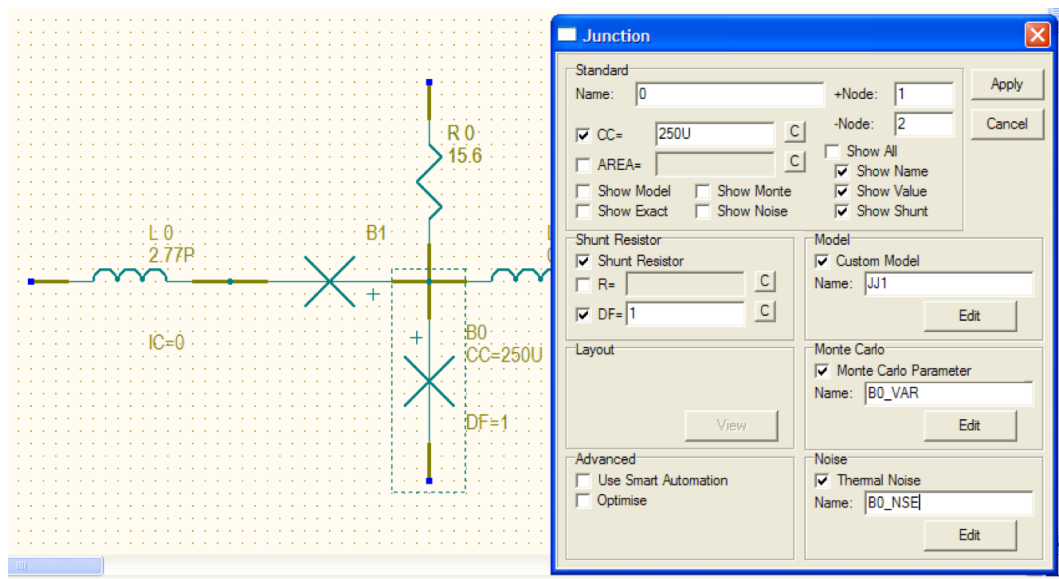 R 0
15.6
L 0
2.77P
B1
IC=0
B0
CC=250U
DF=1
Junction
Standard
Name: 0
+Node: 1
CC= 250U C
-Node: 2
AREA= C
Show All
Show Name
Show Model Show Monte Show Value
Show Exact Show Noise Show Shunt
Apply
Cancel
Shunt Resistor
Shunt Resistor
R= C
DF= 1 C
Model
Custom Model
Name: JJ1
Edit
Layout
View
Monte Carlo
Monte Carlo Parameter
Name: B0_VAR
Edit
Advanced
Use Smart Automation
Optimise
Noise
Thermal Noise
Name: B0_NSE
Edit